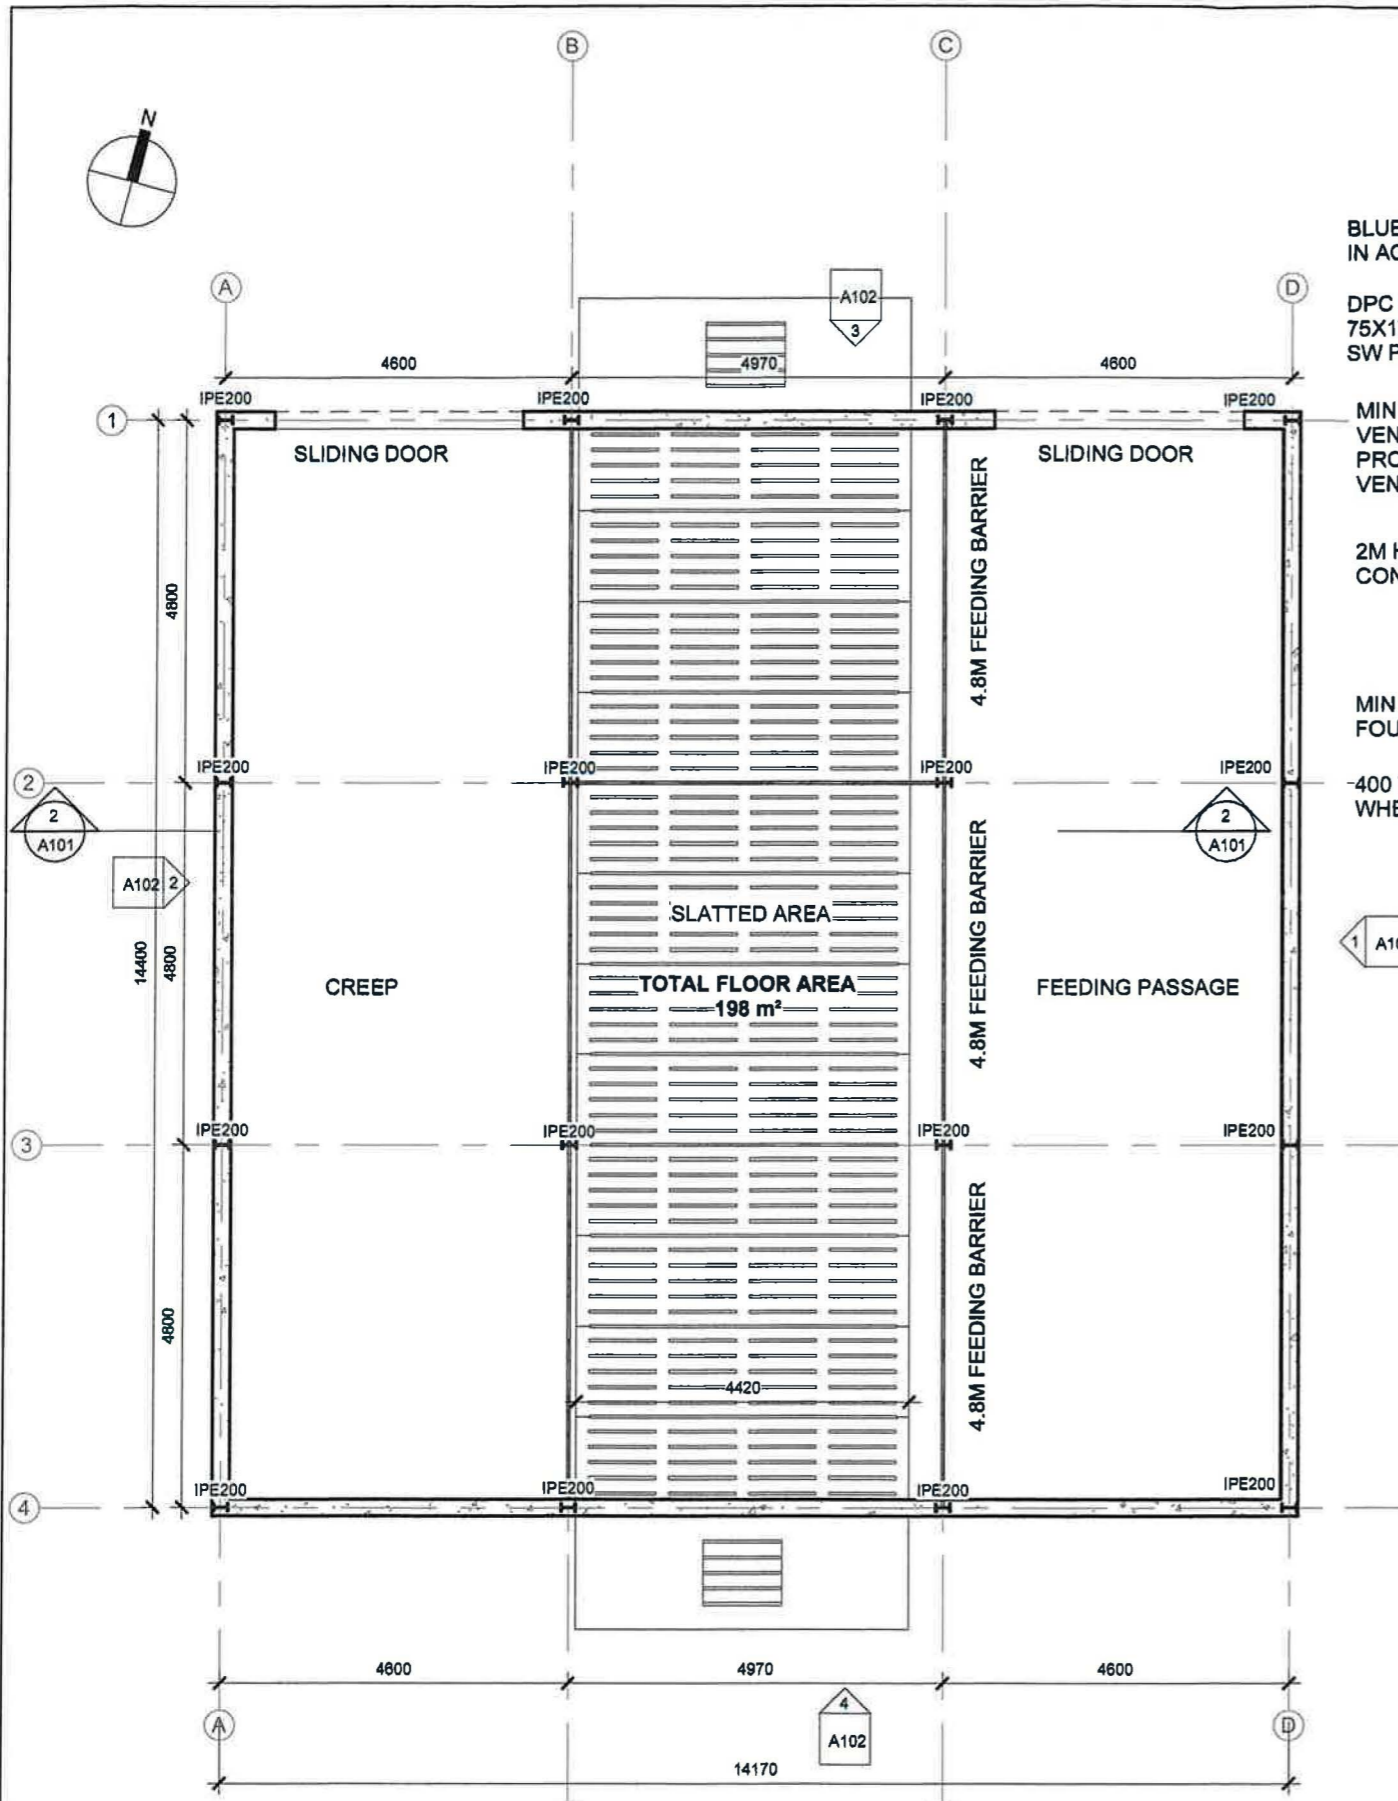 B
C
N
BLUE
IN AC
A
A102
3
D
DPC
75X1
SW P
4600
4970
4600
IPE200
IPE200
IPE200
IPE200
1
MIN
VEN
PRO
VEN
SLIDING DOOR
SLIDING DOOR
4.8M FEEDING BARRIER
2M H
CON
4800
MIN
FOU
IPE200
IPE200
IPE200
IPE200
2
400
WHE
2
A101
2
A101
A102
2
4.8M FEEDING BARRIER
SLATTED AREA
1
A10
14400
4800
CREEP
TOTAL FLOOR AREA
198 m²
FEEDING PASSAGE
IPE200
IPE200
IPE200
IPE200
3
4.8M FEEDING BARRIER
4800
4420
IPE200
IPE200
IPE200
IPE200
4
4600
4970
4600
A
4
A102
D
14170